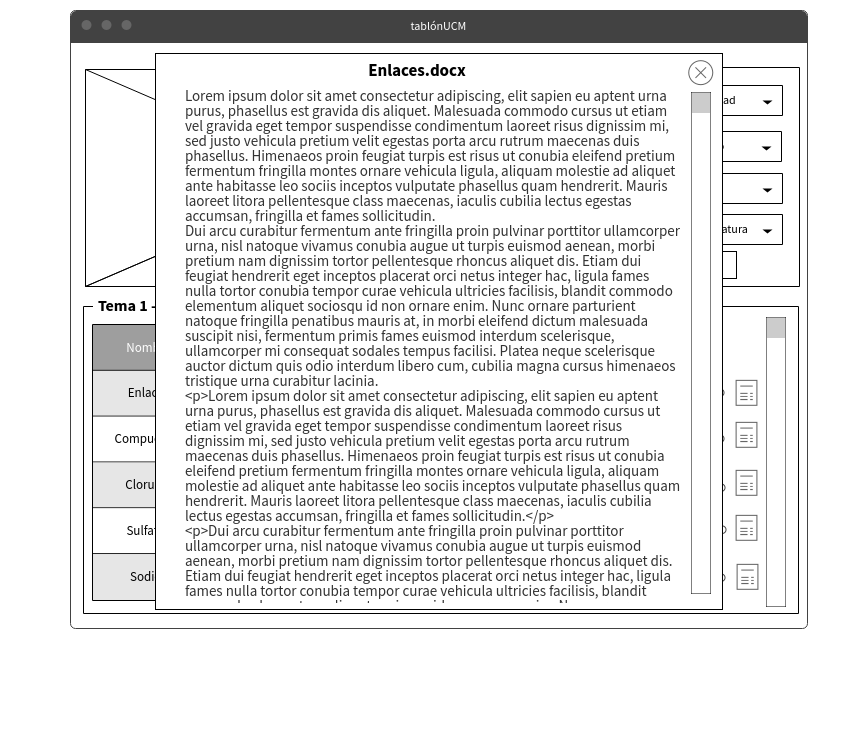 tablónUCM
Enlaces.docx
Lorem ipsum dolor sit amet consectetur adipiscing, elit sapien eu aptent urna
purus, phasellus est gravida dis aliquet. Malesuada commodo cursus ut etiam
vel gravida eget tempor suspendisse condimentum laoreet risus dignissim mi,
sed justo vehicula pretium velit egestas porta arcu rutrum maecenas duis
phasellus. Himenaeos proin feugiat turpis est risus ut conubia eleifend pretium
fermentum fringilla montes ornare vehicula ligula, aliquam molestie ad aliquet
ante habitasse leo sociis inceptos vulputate phasellus quam hendrerit. Mauris
laoreet litora pellentesque class maecenas, iaculis cubilia lectus egestas
accumsan, fringilla et fames sollicitudin.
Dui arcu curabitur fermentum ante fringilla proin pulvinar porttitor ullamcorper
urna, nisl natoque vivamus conubia augue ut turpis euismod aenean, morbi
pretium nam dignissim tortor pellentesque rhoncus aliquet dis. Etiam dui
feugiat hendrerit eget inceptos placerat orci netus integer hac, ligula fames
nulla tortor conubia tempor curae vehicula ultricies facilisis, blandit commodo
elementum aliquet sociosqu id non ornare enim. Nunc ornare parturient
natoque fringilla penatibus mauris at, in morbi eleifend dictum malesuada
suscipit nisi, fermentum primis fames euismod interdum scelerisque,
ullamcorper mi consequat sodales tempus facilisi. Platea neque scelerisque
auctor dictum quis odio interdum libero cum, cubilia magna cursus himenaeos
tristique urna curabitur lacinia.
<p>Lorem ipsum dolor sit amet consectetur adipiscing, elit sapien eu aptent
urna purus, phasellus est gravida dis aliquet. Malesuada commodo cursus ut
etiam vel gravida eget tempor suspendisse condimentum laoreet risus
dignissim mi, sed justo vehicula pretium velit egestas porta arcu rutrum
maecenas duis phasellus. Himenaeos proin feugiat turpis est risus ut conubia
eleifend pretium fermentum fringilla montes ornare vehicula ligula, aliquam
molestie ad aliquet ante habitasse leo sociis inceptos vulputate phasellus quam
hendrerit. Mauris laoreet litora pellentesque class maecenas, iaculis cubilia
lectus egestas accumsan, fringilla et fames sollicitudin.</p>
<p>Dui arcu curabitur fermentum ante fringilla proin pulvinar porttitor
ullamcorper urna, nisl natoque vivamus conubia augue ut turpis euismod
aenean, morbi pretium nam dignissim tortor pellentesque rhoncus aliquet dis.
Etiam dui feugiat hendrerit eget inceptos placerat orci netus integer hac, ligula
fames nulla tortor conubia tempor curae vehicula ultricies facilisis, blandit
ad
atura
Tema 1 -
Nom
Enlac
Compu
Cloru
Sulfa
Sodi